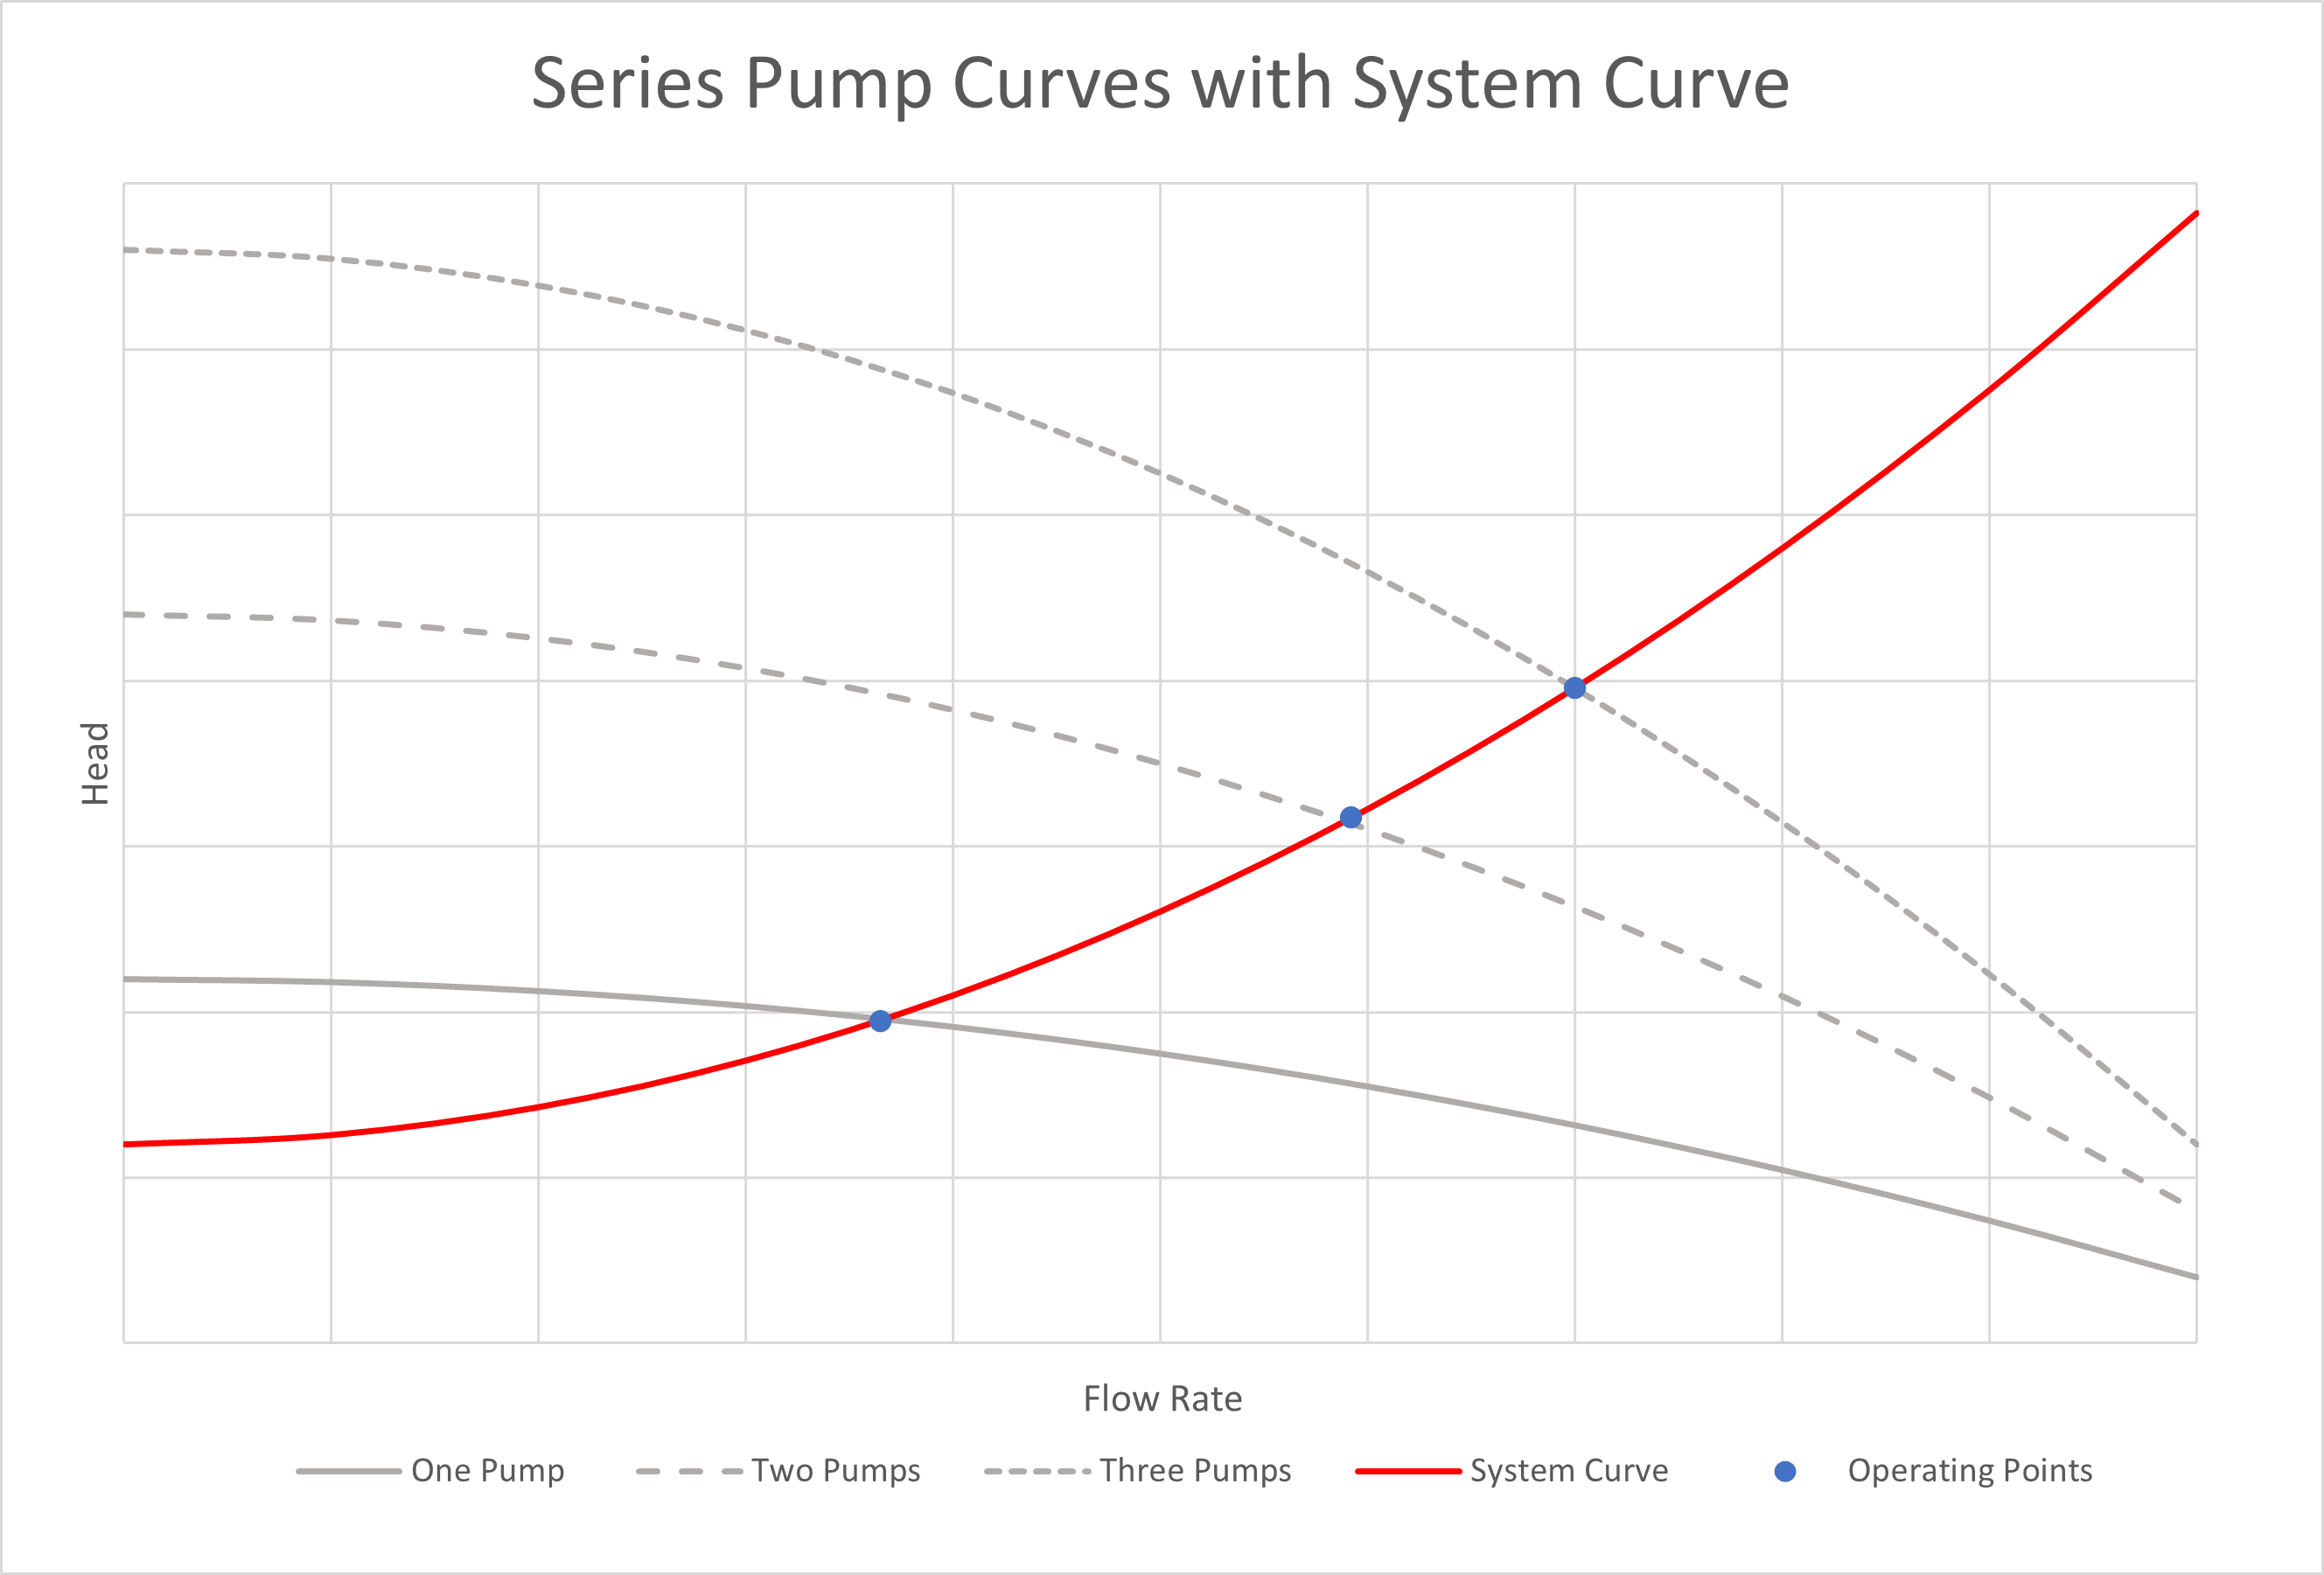 Series Pump Curves with System Curve
Head
Flow Rate
One Pump
Two Pumps
Three Pumps
System Curve
Operating Points